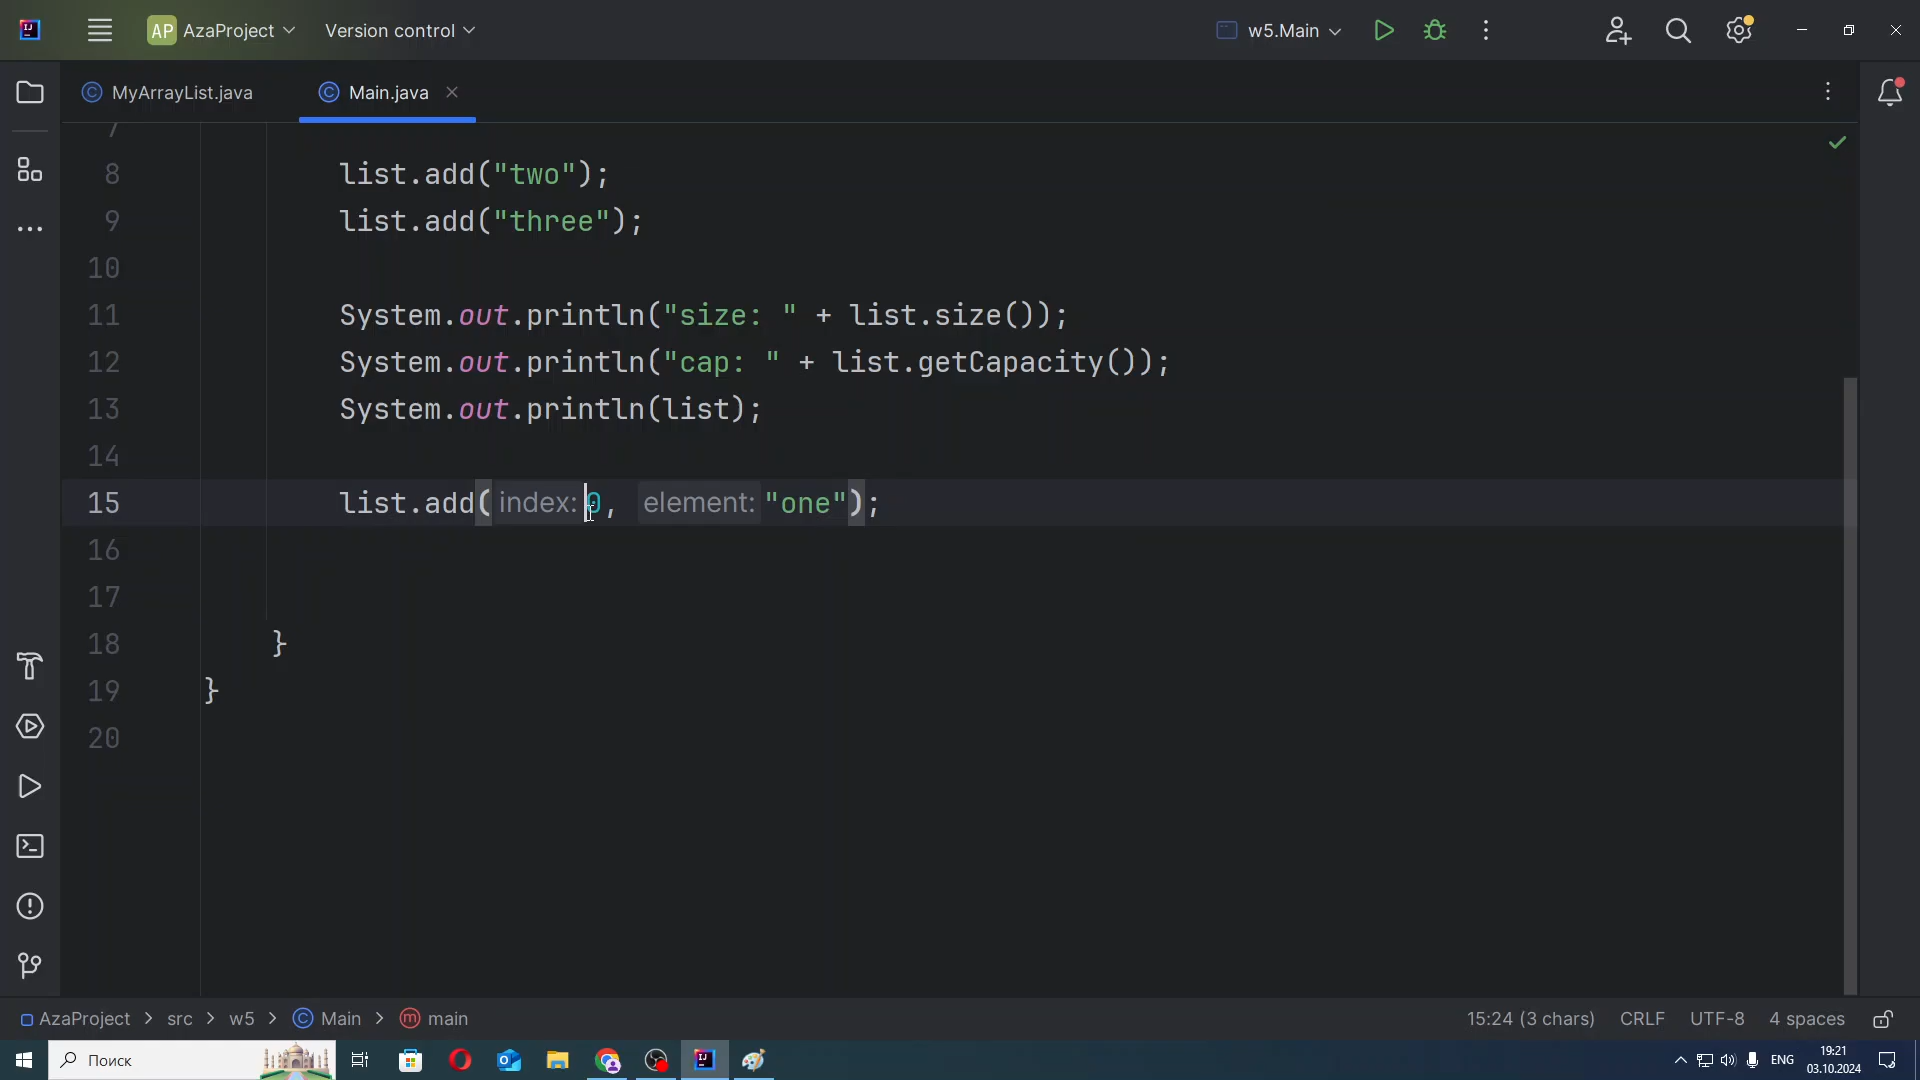 AP AzaProject Version control w5.Main
MyArrayList.java Main.java
7
8 list.add("two");
9 list.add("three");
10
11 System.out.println("size: " + list.size());
12 System.out.println("cap: " + list.getCapacity());
13 System.out.println(list);
14
15 list.add( index: 0, element: "one");
16
17
18 }
19 }
20
AzaProject > src > w5 > Main > main 15:24 (3 chars) CRLF UTF-8 4 spaces
Поиск ENG 19:21
03.10.2024